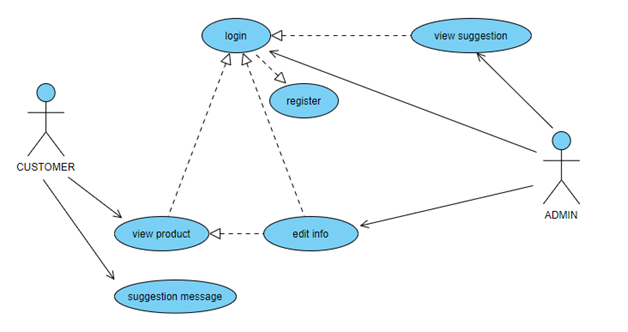 login
view suggestion
register
CUSTOMER
ADMIN
view product
edit info
suggestion message